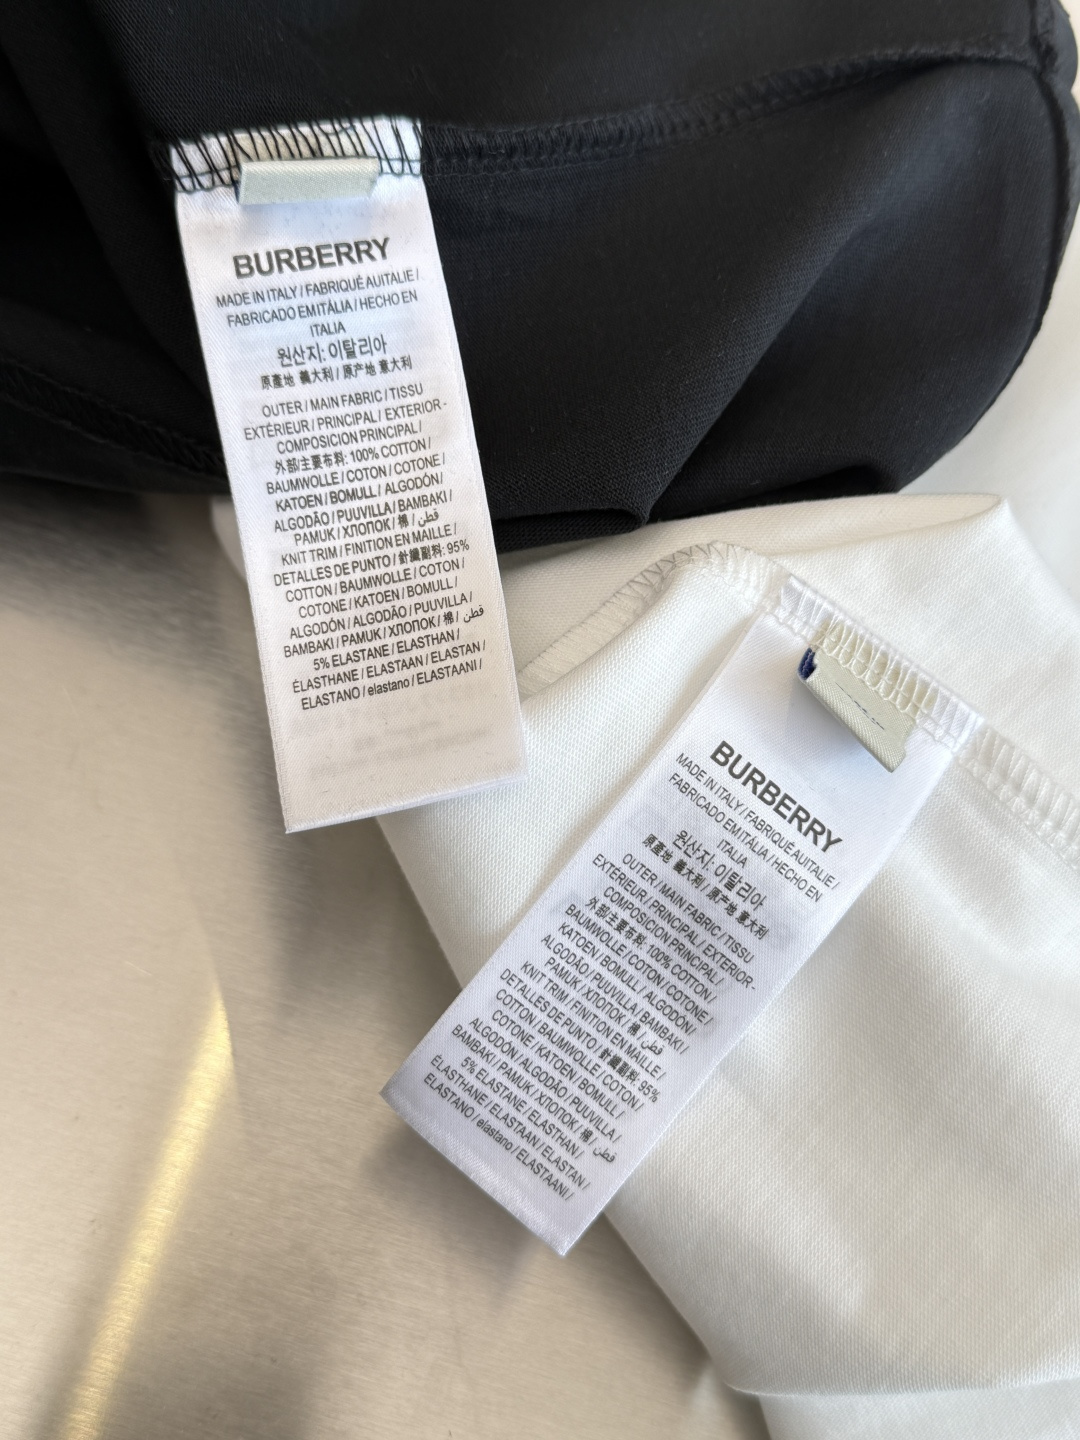 BURBERRY
MADE IN ITALY / FABRIQUÉ AUITALIE /
FABRICADO EM ITÁLIA / HECHO EN
ITALIA
원산지: 이탈리아
原產地 義大利 / 原产地 意大利
OUTER / MAIN FABRIC / TISSU
EXTÉRIEUR / PRINCIPAL / EXTERIOR -
COMPOSICION PRINCIPAL /
外部/主要布料: 100% COTTON /
BAUMWOLLE / COTON / COTONE /
KATOEN / BOMULL / ALGODÓN /
ALGODÃO / PUUVILLA / BAMBAKI /
PAMUK / ХЛОПОК / 棉 / قطن
KNIT TRIM / FINITION EN MAILLE /
DETALLES DE PUNTO / 針織副料: 95%
COTTON / BAUMWOLLE / COTON /
COTONE / KATOEN / BOMULL /
ALGODÓN / ALGODÃO / PUUVILLA /
BAMBAKI / PAMUK / ХЛОПОК / 棉 / قطن
5% ELASTANE / ELASTHAN /
ÉLASTHANE / ELASTAAN / ELASTAN /
ELASTANO / elastano / ELASTAANI /
BURBERRY
MADE IN ITALY / FABRIQUÉ AUITALIE /
FABRICADO EM ITÁLIA / HECHO EN
ITALIA
원산지: 이탈리아
原產地 義大利 / 原产地 意大利
OUTER / MAIN FABRIC / TISSU
EXTÉRIEUR / PRINCIPAL / EXTERIOR -
COMPOSICION PRINCIPAL /
外部/主要布料: 100% COTTON /
BAUMWOLLE / COTON / COTONE /
KATOEN / BOMULL / ALGODÓN /
ALGODÃO / PUUVILLA / BAMBAKI /
PAMUK / ХЛОПОК / 棉 / قطن
KNIT TRIM / FINITION EN MAILLE /
DETALLES DE PUNTO / 針織副料: 95%
COTTON / BAUMWOLLE / COTON /
COTONE / KATOEN / BOMULL /
ALGODÓN / ALGODÃO / PUUVILLA /
BAMBAKI / PAMUK / ХЛОПОК / 棉 / قطن
5% ELASTANE / ELASTHAN /
ÉLASTHANE / ELASTAAN / ELASTAN /
ELASTANO / elastano / ELASTAANI /